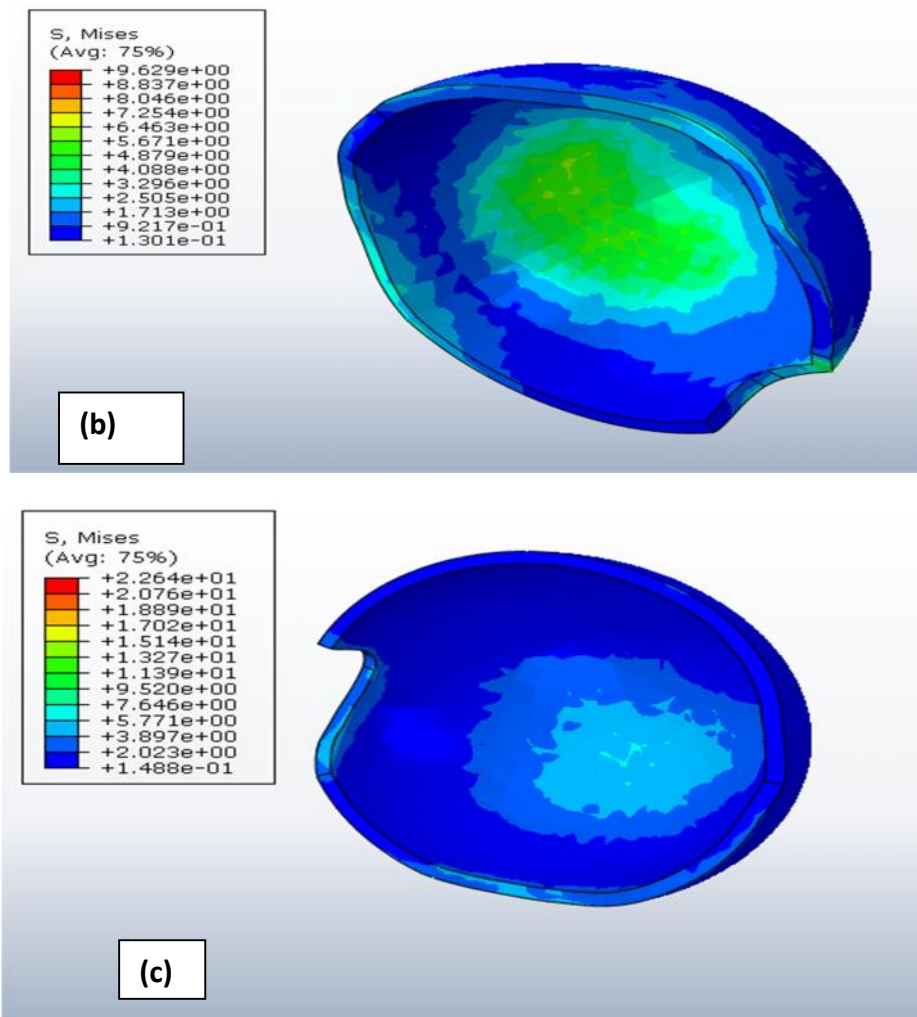 S, Mises
(Avg: 75%)
+9.629e+00
+8.837e+00
+8.046e+00
+7.254e+00
+6.463e+00
+5.671e+00
+4.879e+00
+4.088e+00
+3.296e+00
+2.505e+00
+1.713e+00
+9.217e-01
+1.301e-01
(b)
S, Mises
(Avg: 75%)
+2.264e+01
+2.076e+01
+1.889e+01
+1.702e+01
+1.514e+01
+1.327e+01
+1.139e+01
+9.520e+00
+7.646e+00
+5.771e+00
+3.897e+00
+2.023e+00
+1.488e-01
(c)